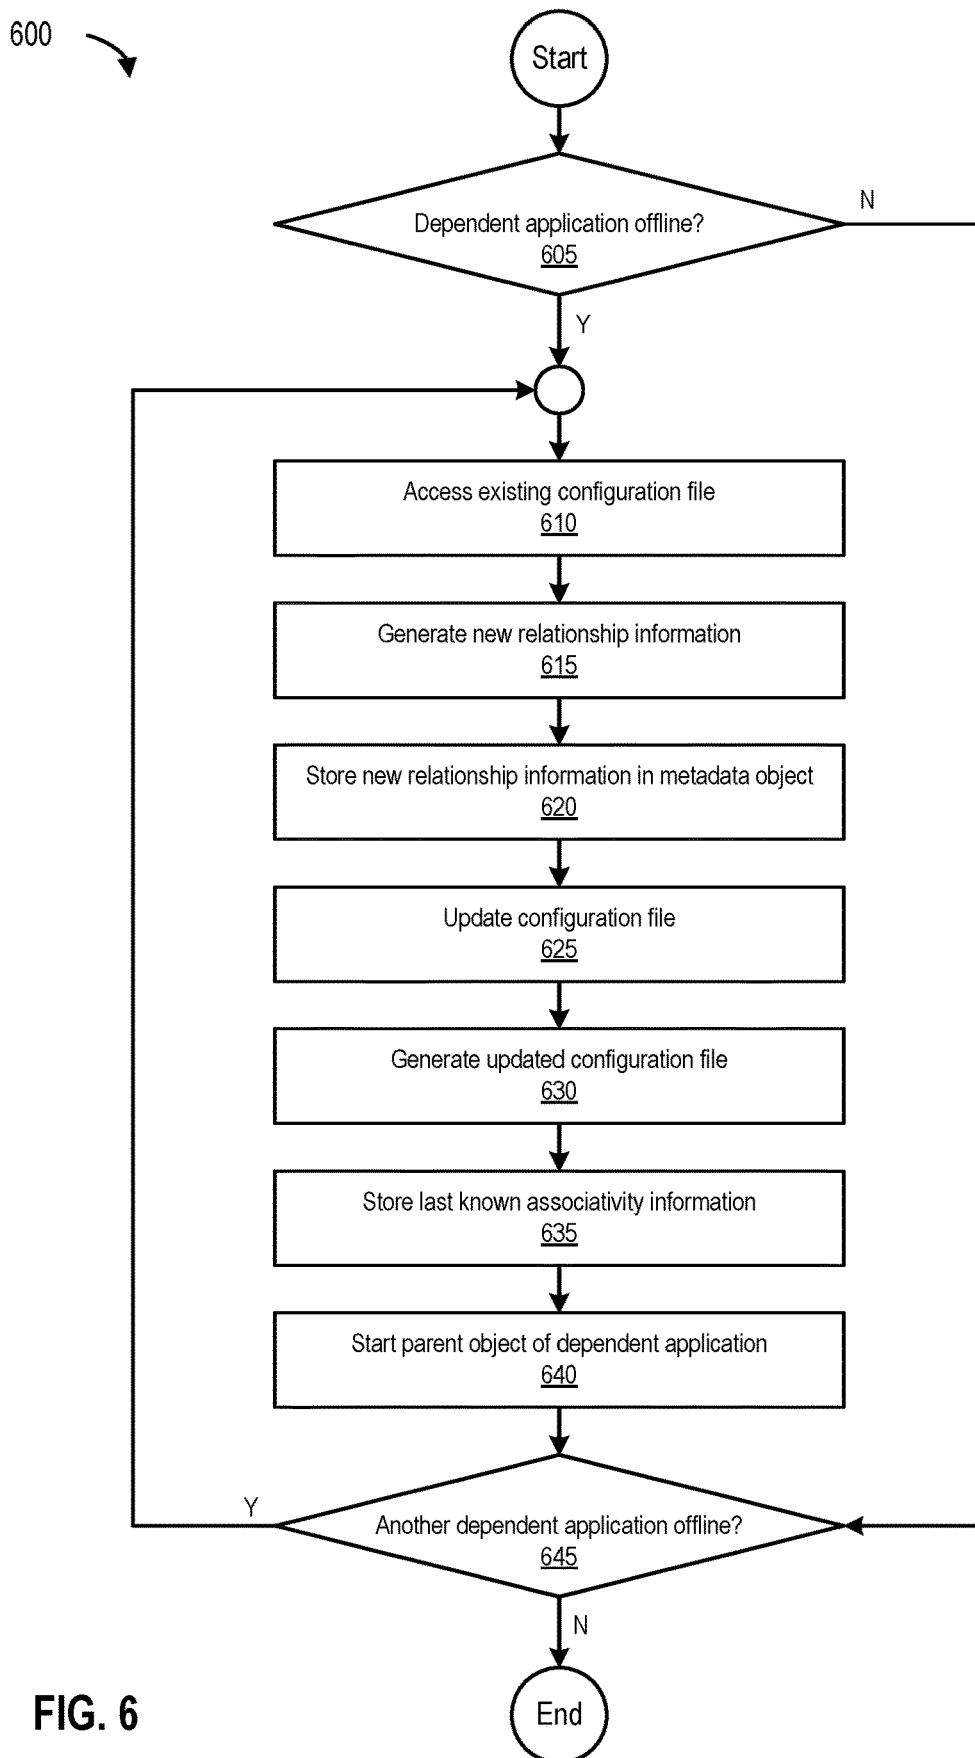 600
Start
Dependent application offline?
605
N
Y
Access existing configuration file
610
Generate new relationship information
615
Store new relationship information in metadata object
620
Update configuration file
625
Generate updated configuration file
630
Store last known associativity information
635
Start parent object of dependent application
640
Y
Another dependent application offline?
645
N
End
FIG. 6